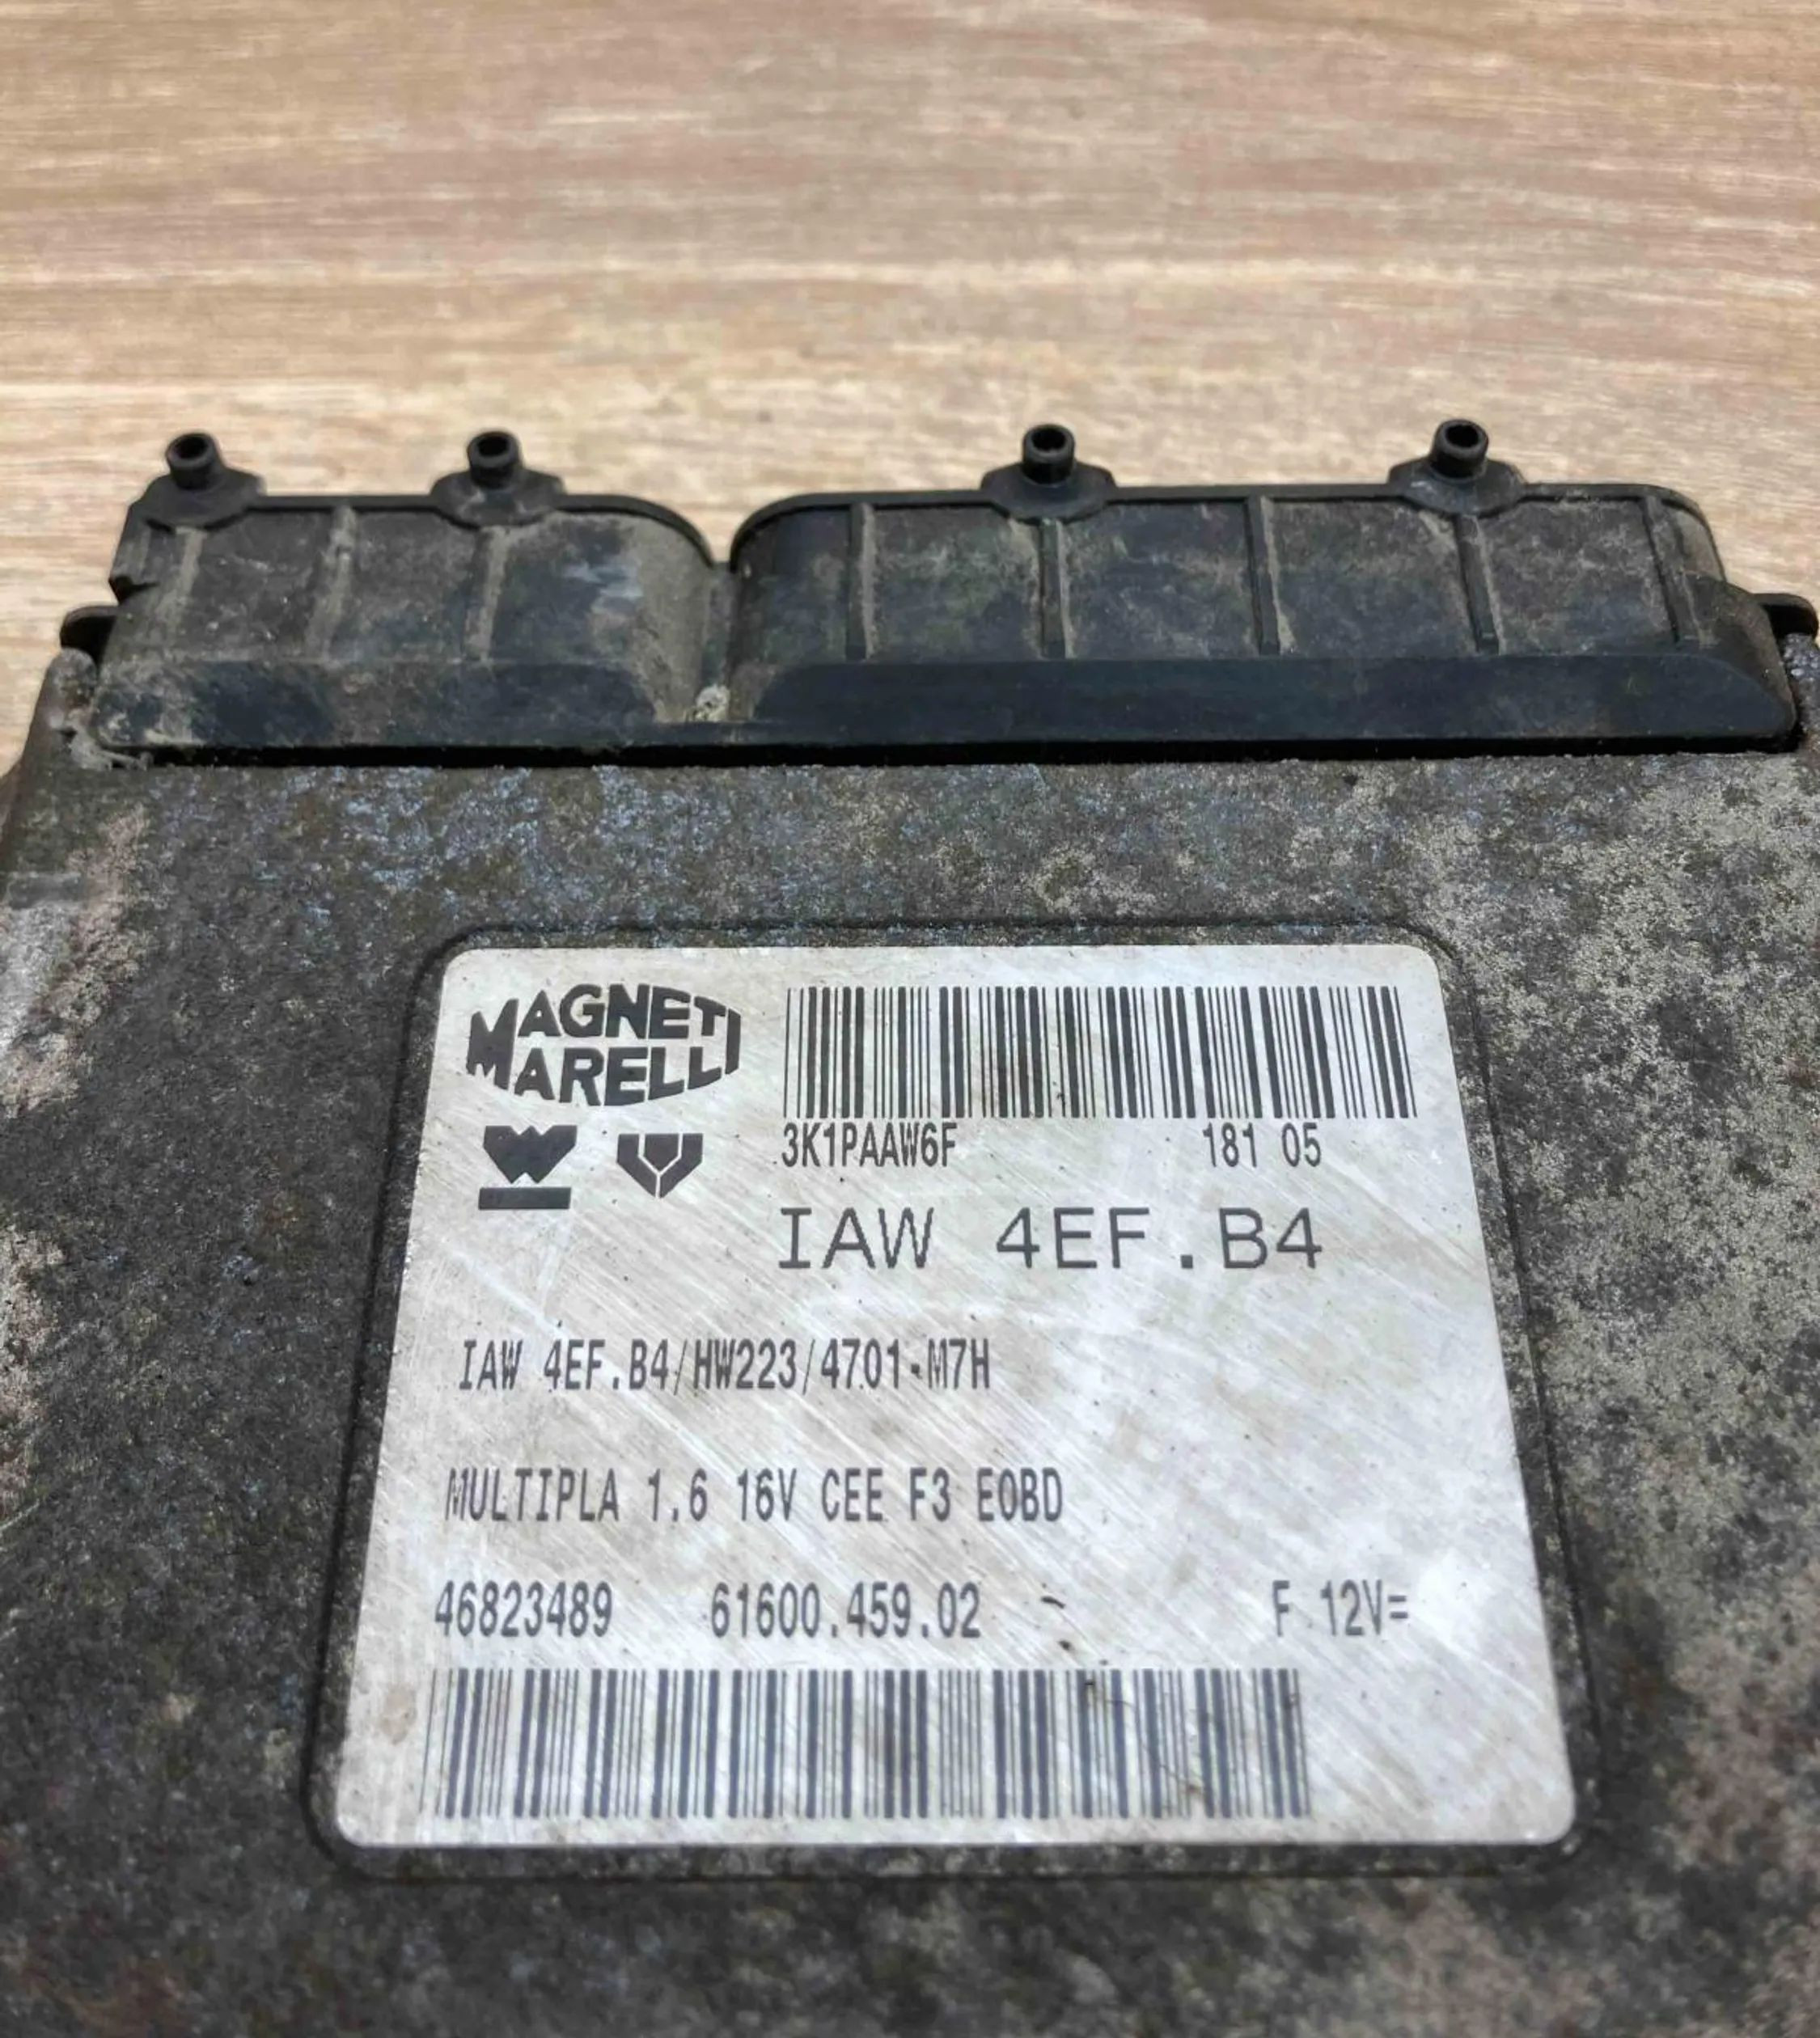 MAGNETI
MARELLI
3K1PAAW6F 181 05
IAW 4EF.B4
IAW 4EF.B4/HW223/4701-M7H
MULTIPLA 1.6 16V CEE F3 EOBD
46823489 61600.459.02 F 12V=